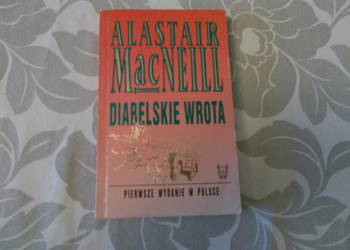 ALASTAIR
MACNEILL
DIABELSKIE WROTA
PIERWSZE WYDANIE W POLSCE